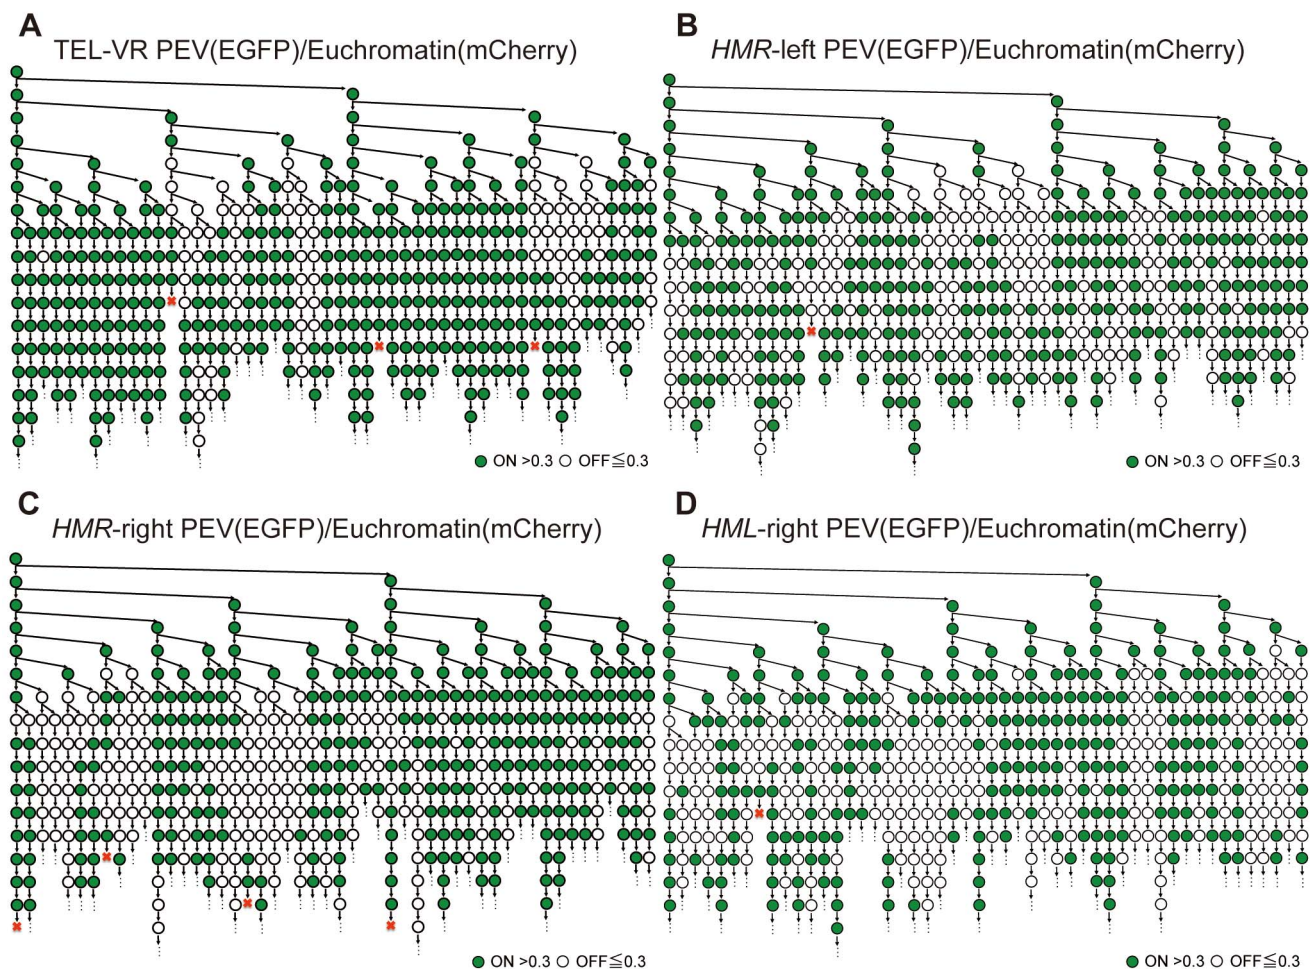 A
TEL-VR PEV(EGFP)/Euchromatin(mCherry)
ON >0.3 OFF≦0.3
B
HMR-left PEV(EGFP)/Euchromatin(mCherry)
ON >0.3 OFF≦0.3
C
HMR-right PEV(EGFP)/Euchromatin(mCherry)
ON >0.3 OFF≦0.3
D
HML-right PEV(EGFP)/Euchromatin(mCherry)
ON >0.3 OFF≦0.3